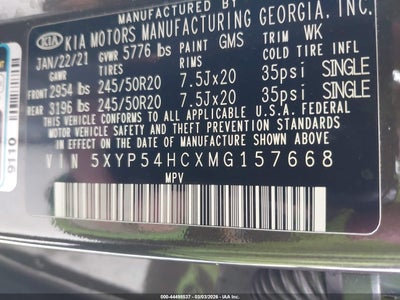 KIA KIA MOTORS MANUFACTURING GEORGIA, INC.
JAN/22/21 GVWR 5776 lbs PAINT GMS TRIM WK
GAWR TIRES RIMS COLD TIRE INFL
FRONT 2954 lbs 245/50R20 7.5Jx20 35psi SINGLE
REAR 3196 lbs 245/50R20 7.5Jx20 35psi SINGLE
THIS VEHICLE CONFORMS TO ALL APPLICABLE U.S.A. FEDERAL
MOTOR VEHICLE SAFETY AND THEFT PREVENTION STANDARDS IN
EFFECT ON THE DATE OF MANUFACTURE SHOWN ABOVE.
VIN 5XYP54HCXMG157668
MPV
9110
000-44498537 - 03/03/2026 - IAA Inc.